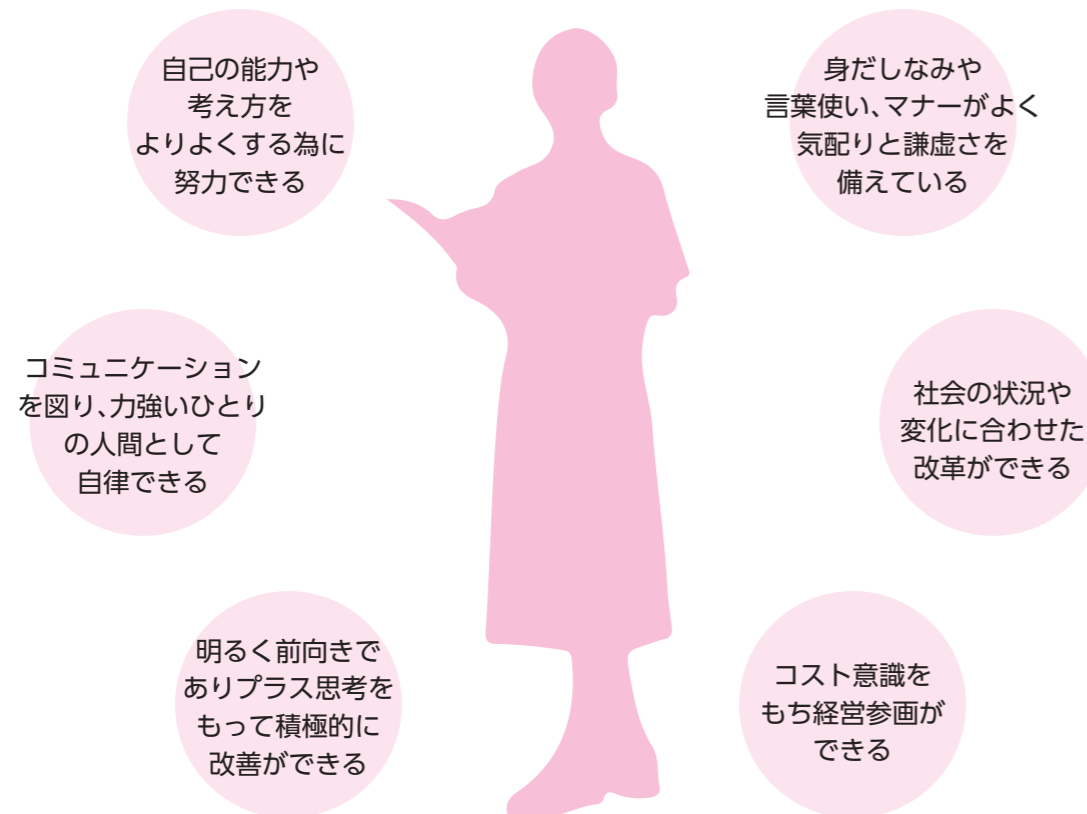 自己の能力や
考え方を
よりよくする為に
努力できる
身だしなみや
言葉使い、マナーがよく
気配りと謙虚さを
備えている
コミュニケーション
を図り、力強いひとり
の人間として
自律できる
社会の状況や
変化に合わせた
改革ができる
明るく前向きで
ありプラス思考を
もって積極的に
改善ができる
コスト意識を
もち経営参画が
できる